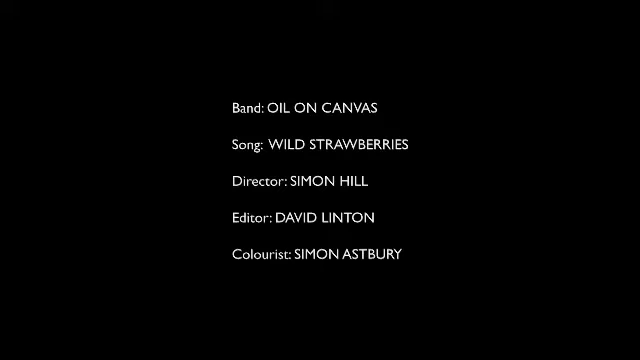 Band: OIL ON CANVAS
Song: WILD STRAWBERRIES
Director: SIMON HILL
Editor: DAVID LINTON
Colourist: SIMON ASTBURY